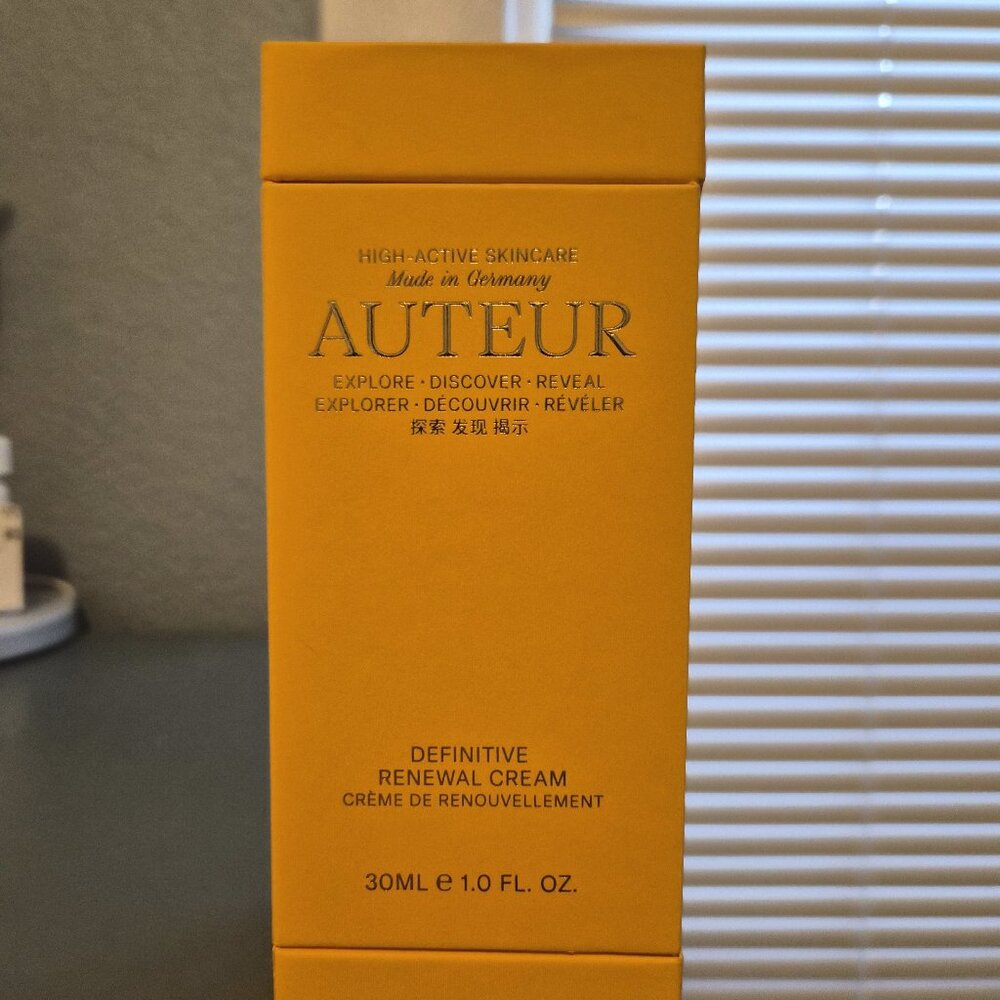 HIGH-ACTIVE SKINCARE
Made in Germany
AUTEUR
EXPLORE · DISCOVER · REVEAL
EXPLORER · DÉCOUVRIR · RÉVÉLER
探索 发现 揭示
DEFINITIVE
RENEWAL CREAM
CRÈME DE RENOUVELLEMENT
30ML ℮ 1.0 FL. OZ.